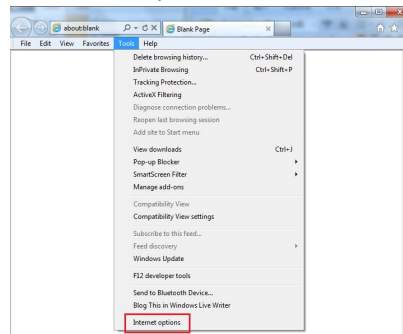 about:blank
Blank Page
File Edit View Favorites Tools Help
Delete browsing history... Ctrl+Shift+Del
InPrivate Browsing Ctrl+Shift+P
Tracking Protection...
ActiveX Filtering
Diagnose connection problems...
Reopen last browsing session
Add site to Start menu
View downloads Ctrl+J
Pop-up Blocker
SmartScreen Filter
Manage add-ons
Compatibility View
Compatibility View settings
Subscribe to this feed...
Feed discovery
Windows Update
F12 developer tools
Send to Bluetooth Device...
Blog This in Windows Live Writer
Internet options